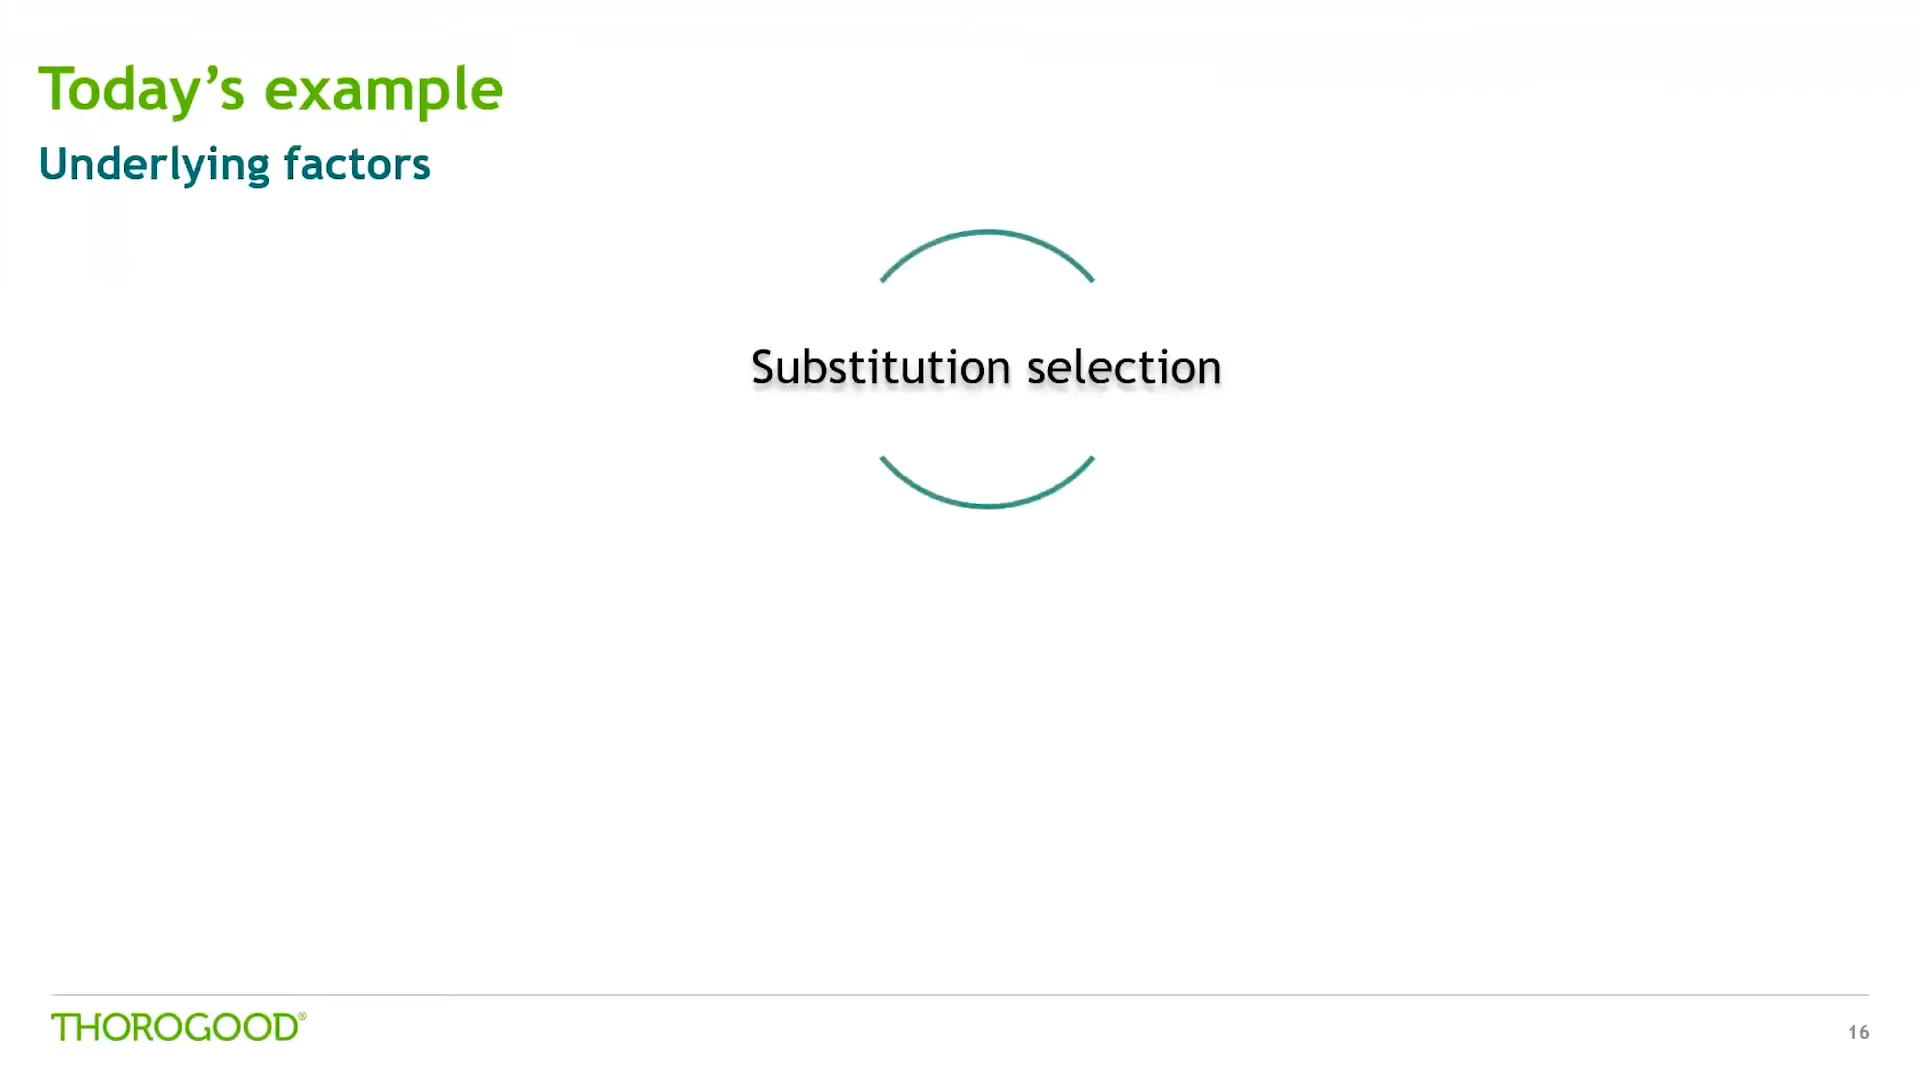 Today’s example
Underlying factors
Substitution selection
THOROGOOD®
16